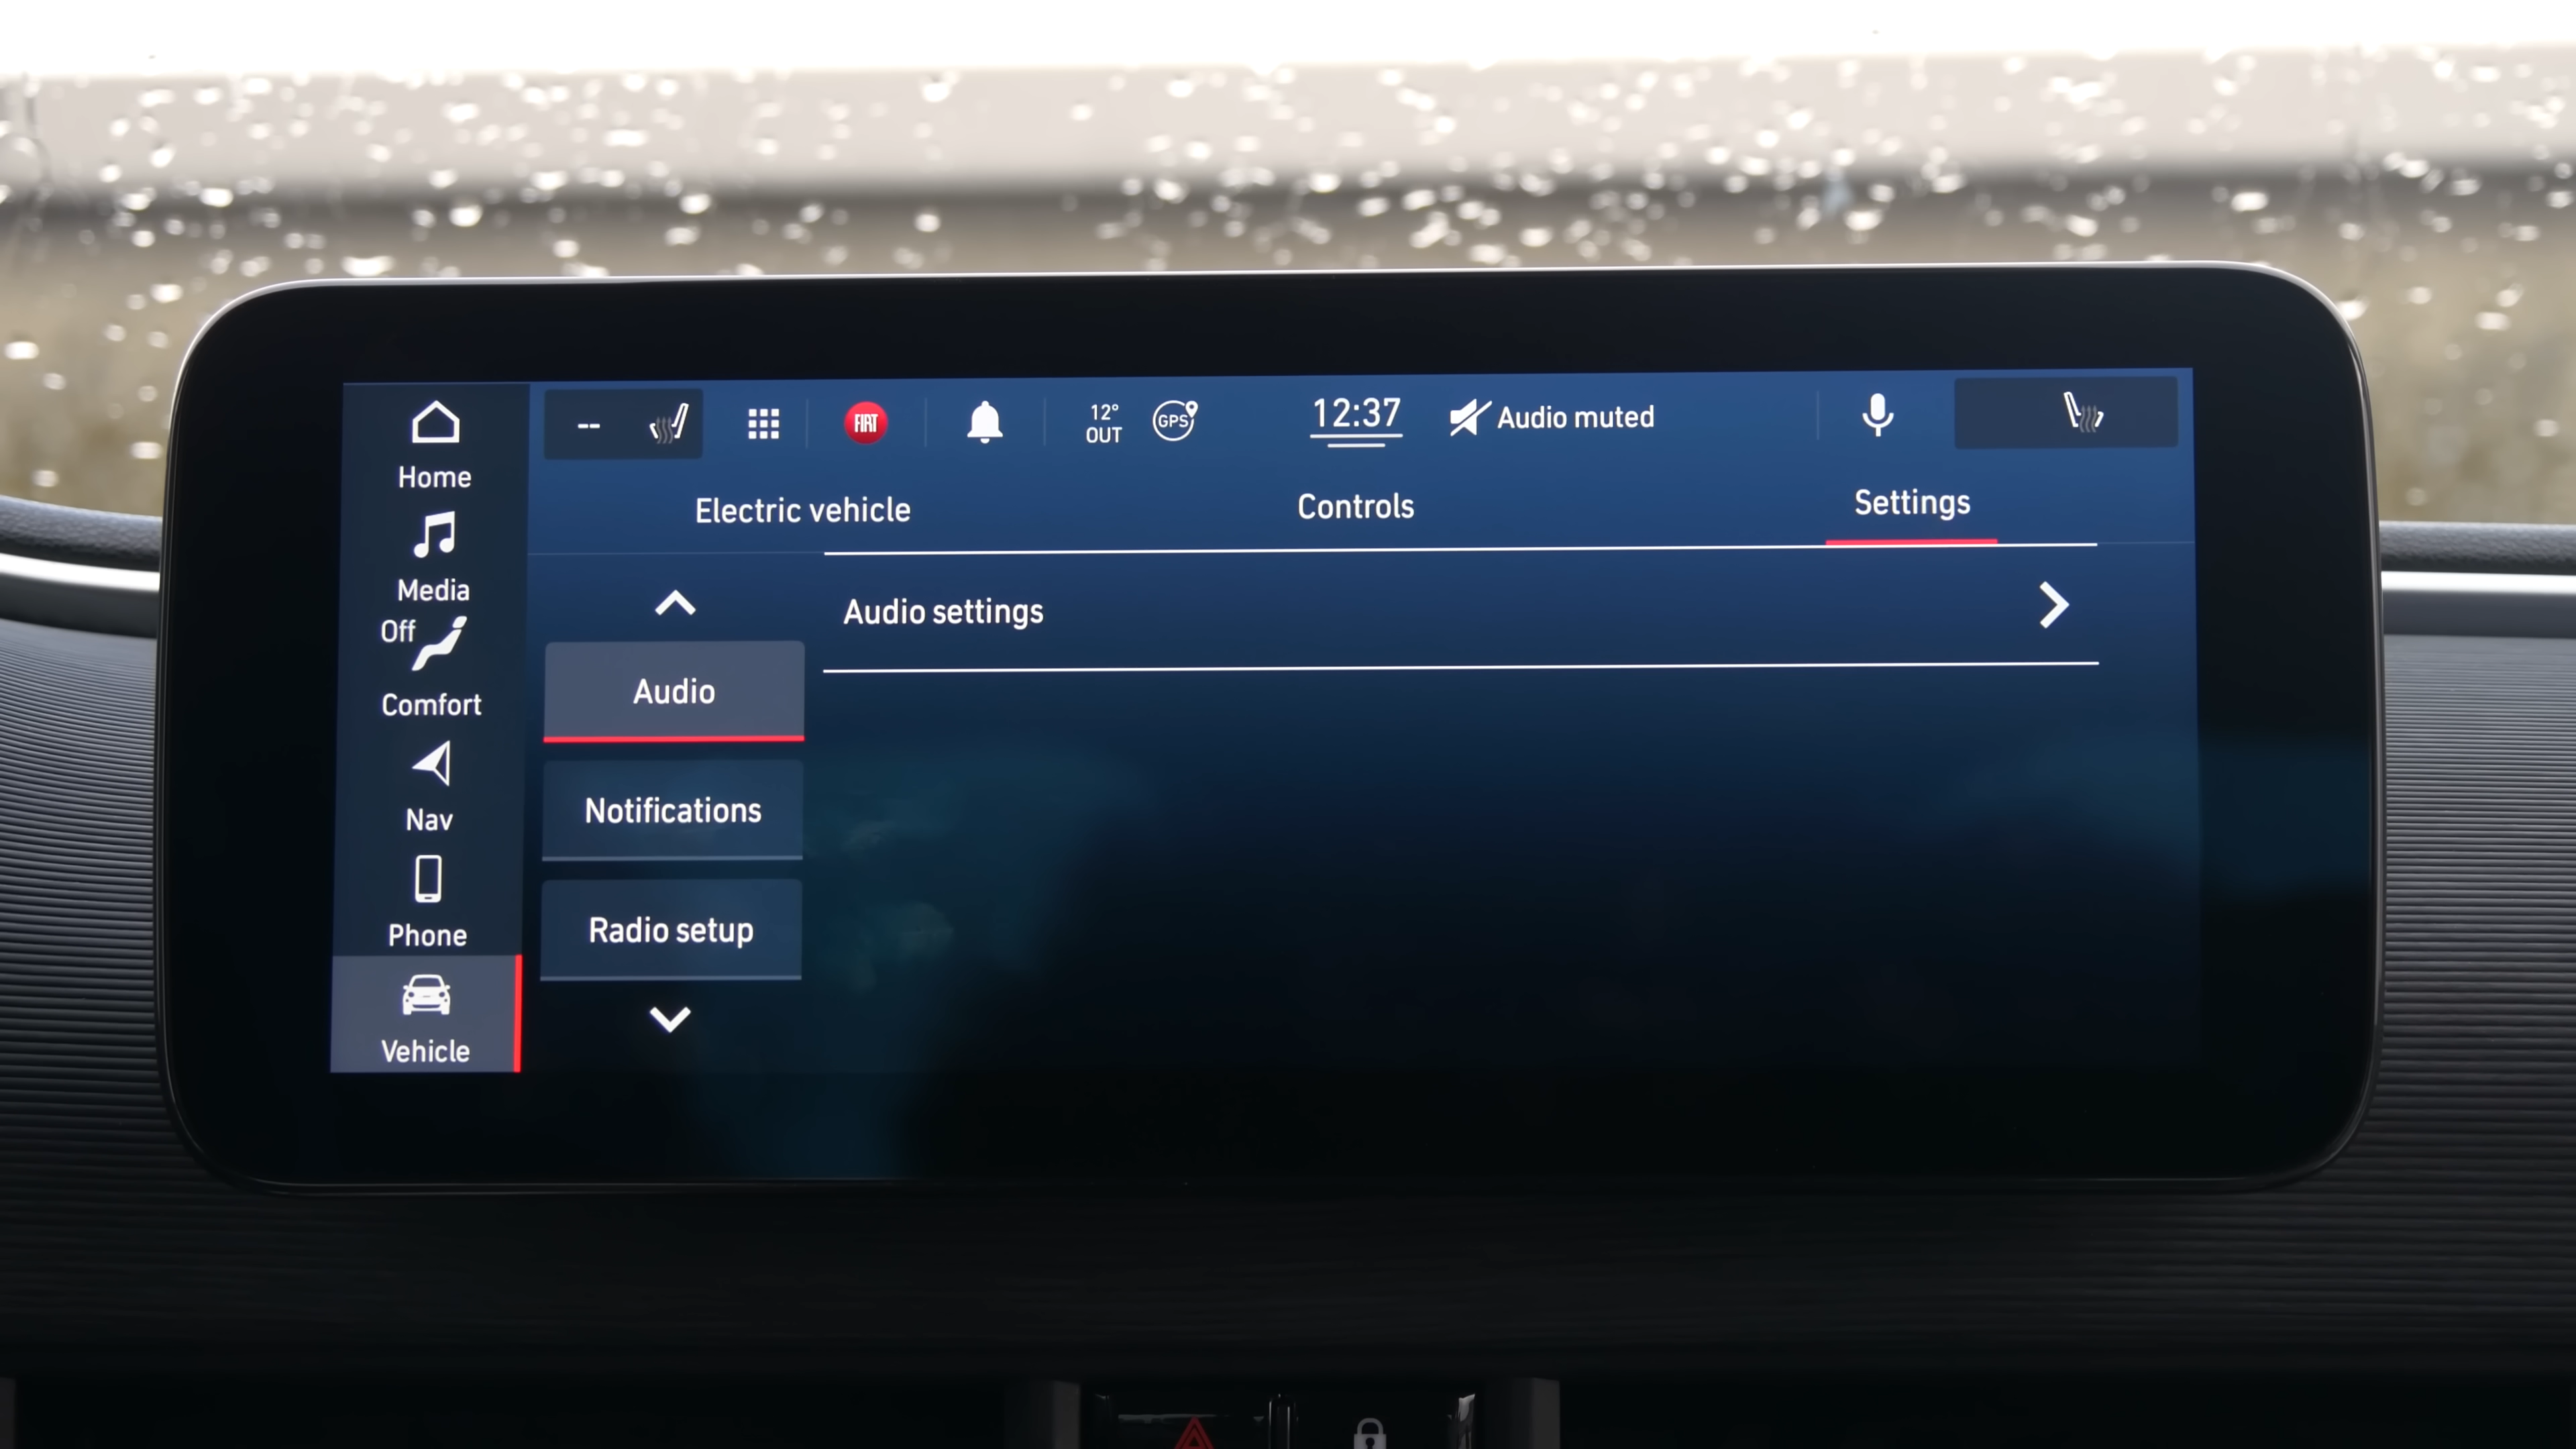 Home
Media
Off
Comfort
Nav
Phone
Vehicle
--
FIAT
12°
OUT
GPS
12:37
Audio muted
Electric vehicle
Controls
Settings
Audio
Notifications
Radio setup
Audio settings